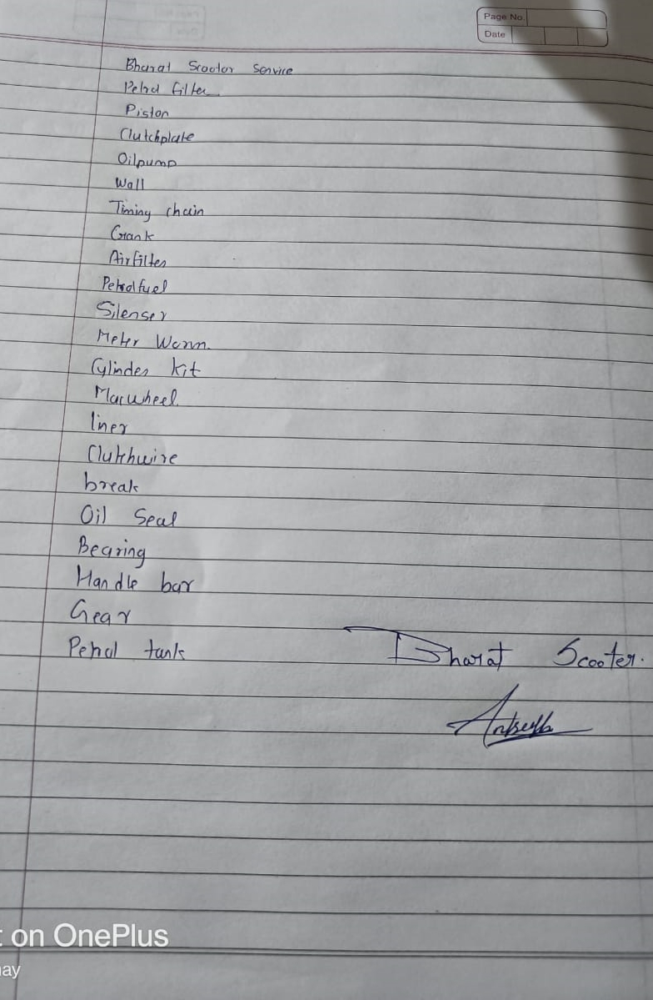 Page No.
Date
Bharat Scooter Service
Petrol filter
Piston
Clutchplate
Oilpump
Wall
Timing chain
Crank
Airfilter
Petrolfuel
Silenser
Meter Worm.
Cylinder kit
Macwheel.
liner
Clutchwire
break
Oil Seal
Bearing
Handle bar
Gear
Petrol tank
Bharat Scooter.
on OnePlus